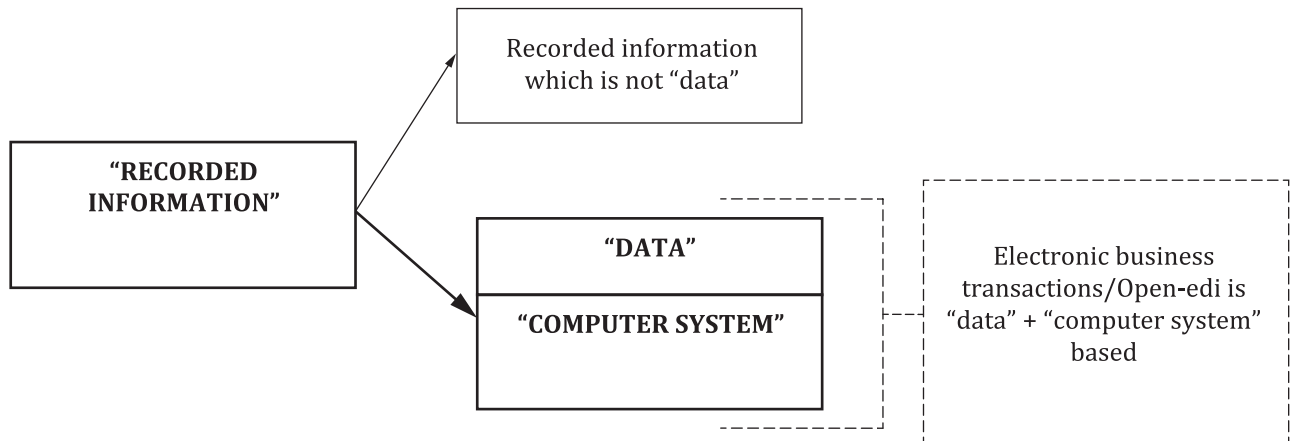 Recorded information
which is not “data”
“RECORDED
INFORMATION”
“DATA”
“COMPUTER SYSTEM”
Electronic business
transactions/Open-edi is
“data” + “computer system”
based